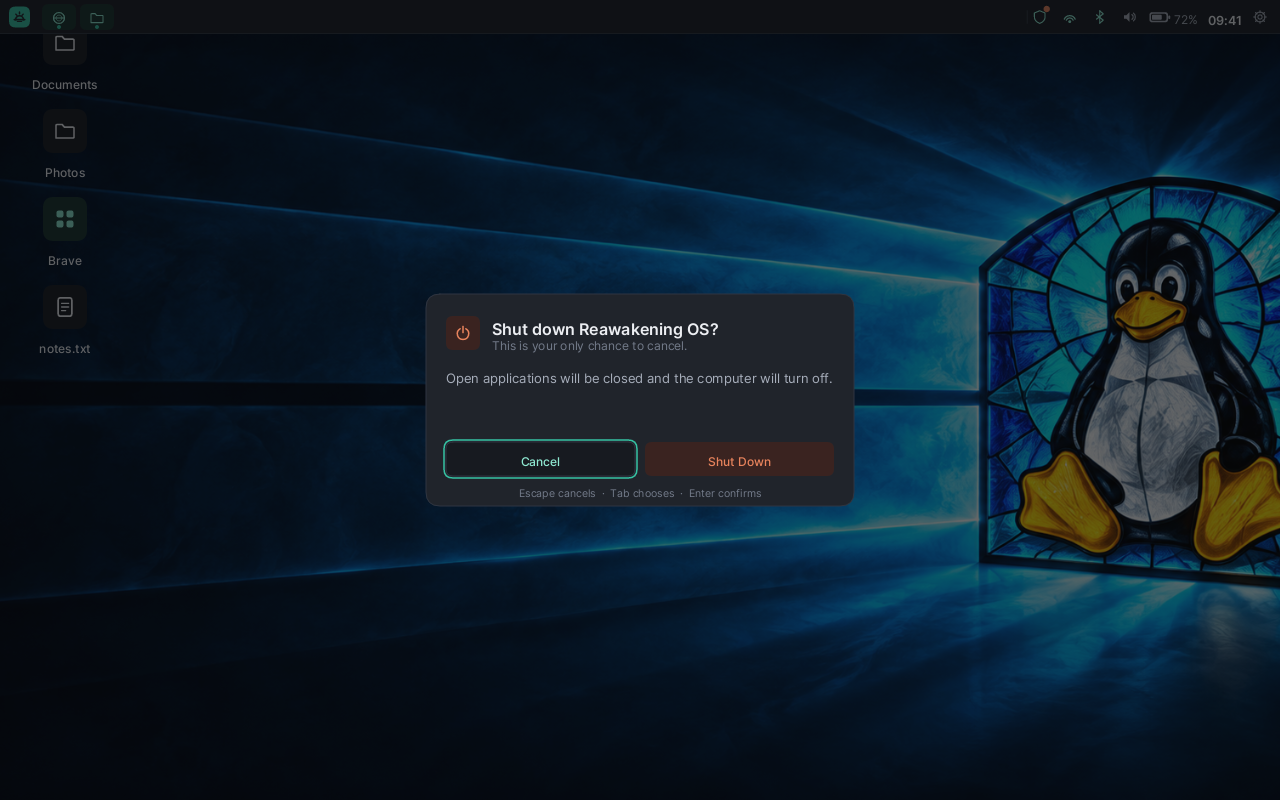 72%
09:41
Documents
Photos
Brave
notes.txt
Shut down Reawakening OS?
This is your only chance to cancel.
Open applications will be closed and the computer will turn off.
Cancel
Shut Down
Escape cancels · Tab chooses · Enter confirms